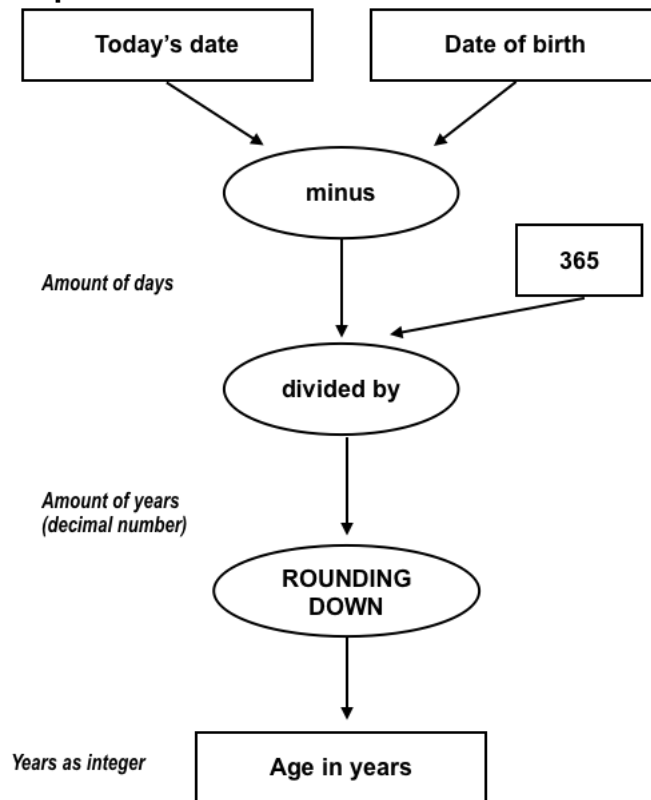 Today's date
Date of birth
minus
365
Amount of days
divided by
Amount of years
(decimal number)
ROUNDING
DOWN
Years as integer
Age in years